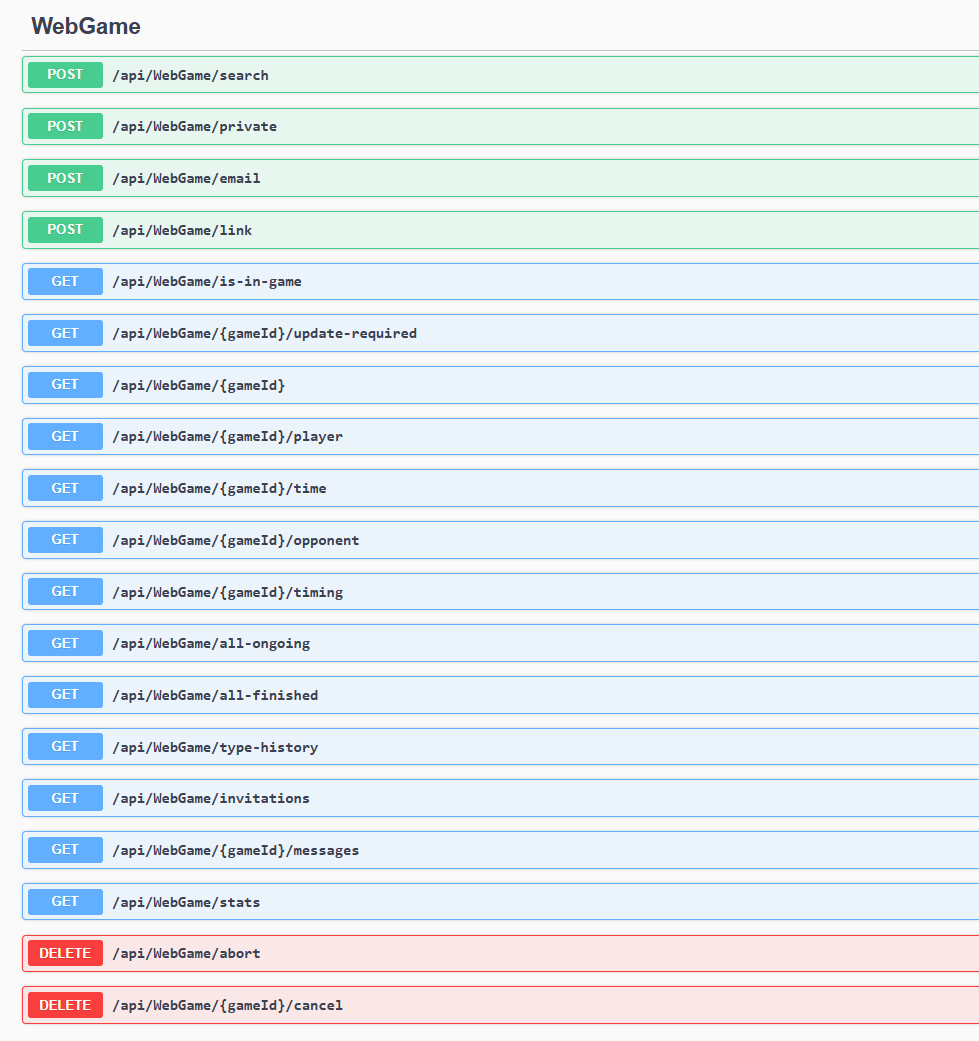 WebGame
POST /api/WebGame/search
POST /api/WebGame/private
POST /api/WebGame/email
POST /api/WebGame/link
GET /api/WebGame/is-in-game
GET /api/WebGame/{gameId}/update-required
GET /api/WebGame/{gameId}
GET /api/WebGame/{gameId}/player
GET /api/WebGame/{gameId}/time
GET /api/WebGame/{gameId}/opponent
GET /api/WebGame/{gameId}/timing
GET /api/WebGame/all-ongoing
GET /api/WebGame/all-finished
GET /api/WebGame/type-history
GET /api/WebGame/invitations
GET /api/WebGame/{gameId}/messages
GET /api/WebGame/stats
DELETE /api/WebGame/abort
DELETE /api/WebGame/{gameId}/cancel